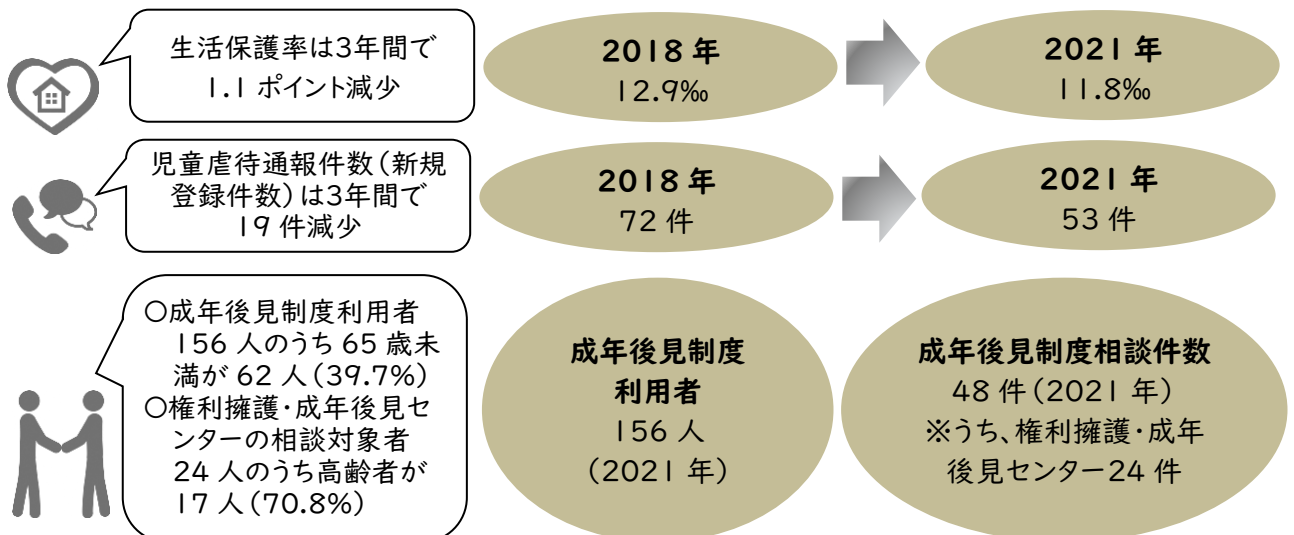 生活保護率は3年間で
1.1 ポイント減少
2018 年
12.9‰
2021 年
11.8‰
児童虐待通報件数（新規
登録件数）は3年間で
19 件減少
2018 年
72 件
2021 年
53 件
○成年後見制度利用者
156 人のうち 65 歳未
満が 62 人（39.7%）
○権利擁護・成年後見セ
ンターの相談対象者
24 人のうち高齢者が
17 人（70.8%）
成年後見制度
利用者
156 人
（2021 年）
成年後見制度相談件数
48 件（2021 年）
※うち、権利擁護・成年
後見センター24 件